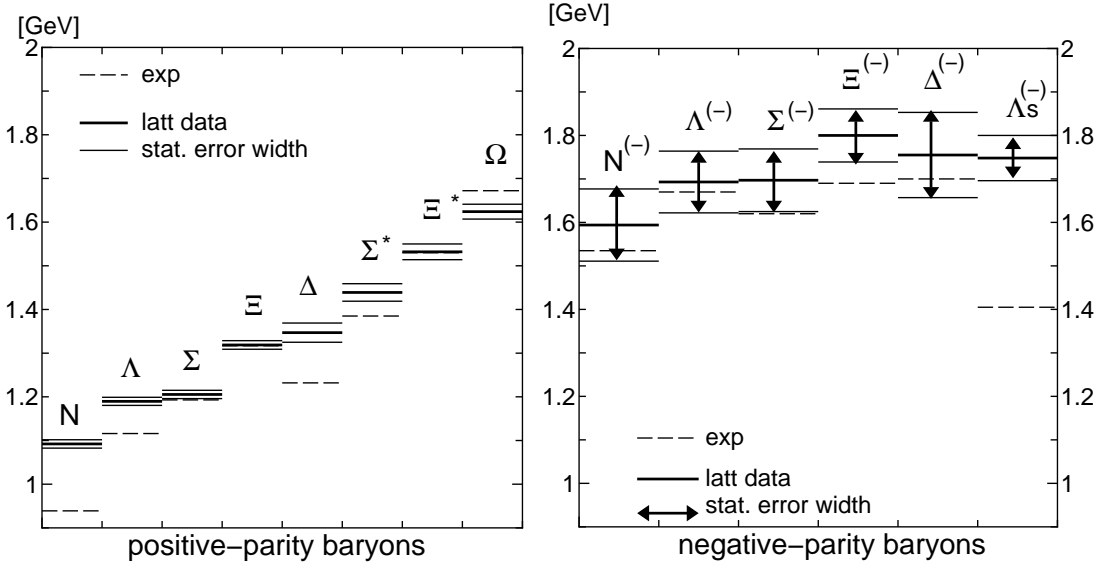 [GeV]
2
1.8
1.6
1.4
1.2
1
exp
latt data
stat. error width
N
Λ
Σ
Ξ
Δ
Σ*
Ξ*
Ω
positive−parity baryons
[GeV]
2
1.8
1.6
1.4
1.2
1
N(−)
Λ(−)
Σ(−)
Ξ(−)
Δ(−)
Λs(−)
2
1.8
1.6
1.4
1.2
1
exp
latt data
stat. error width
negative−parity baryons